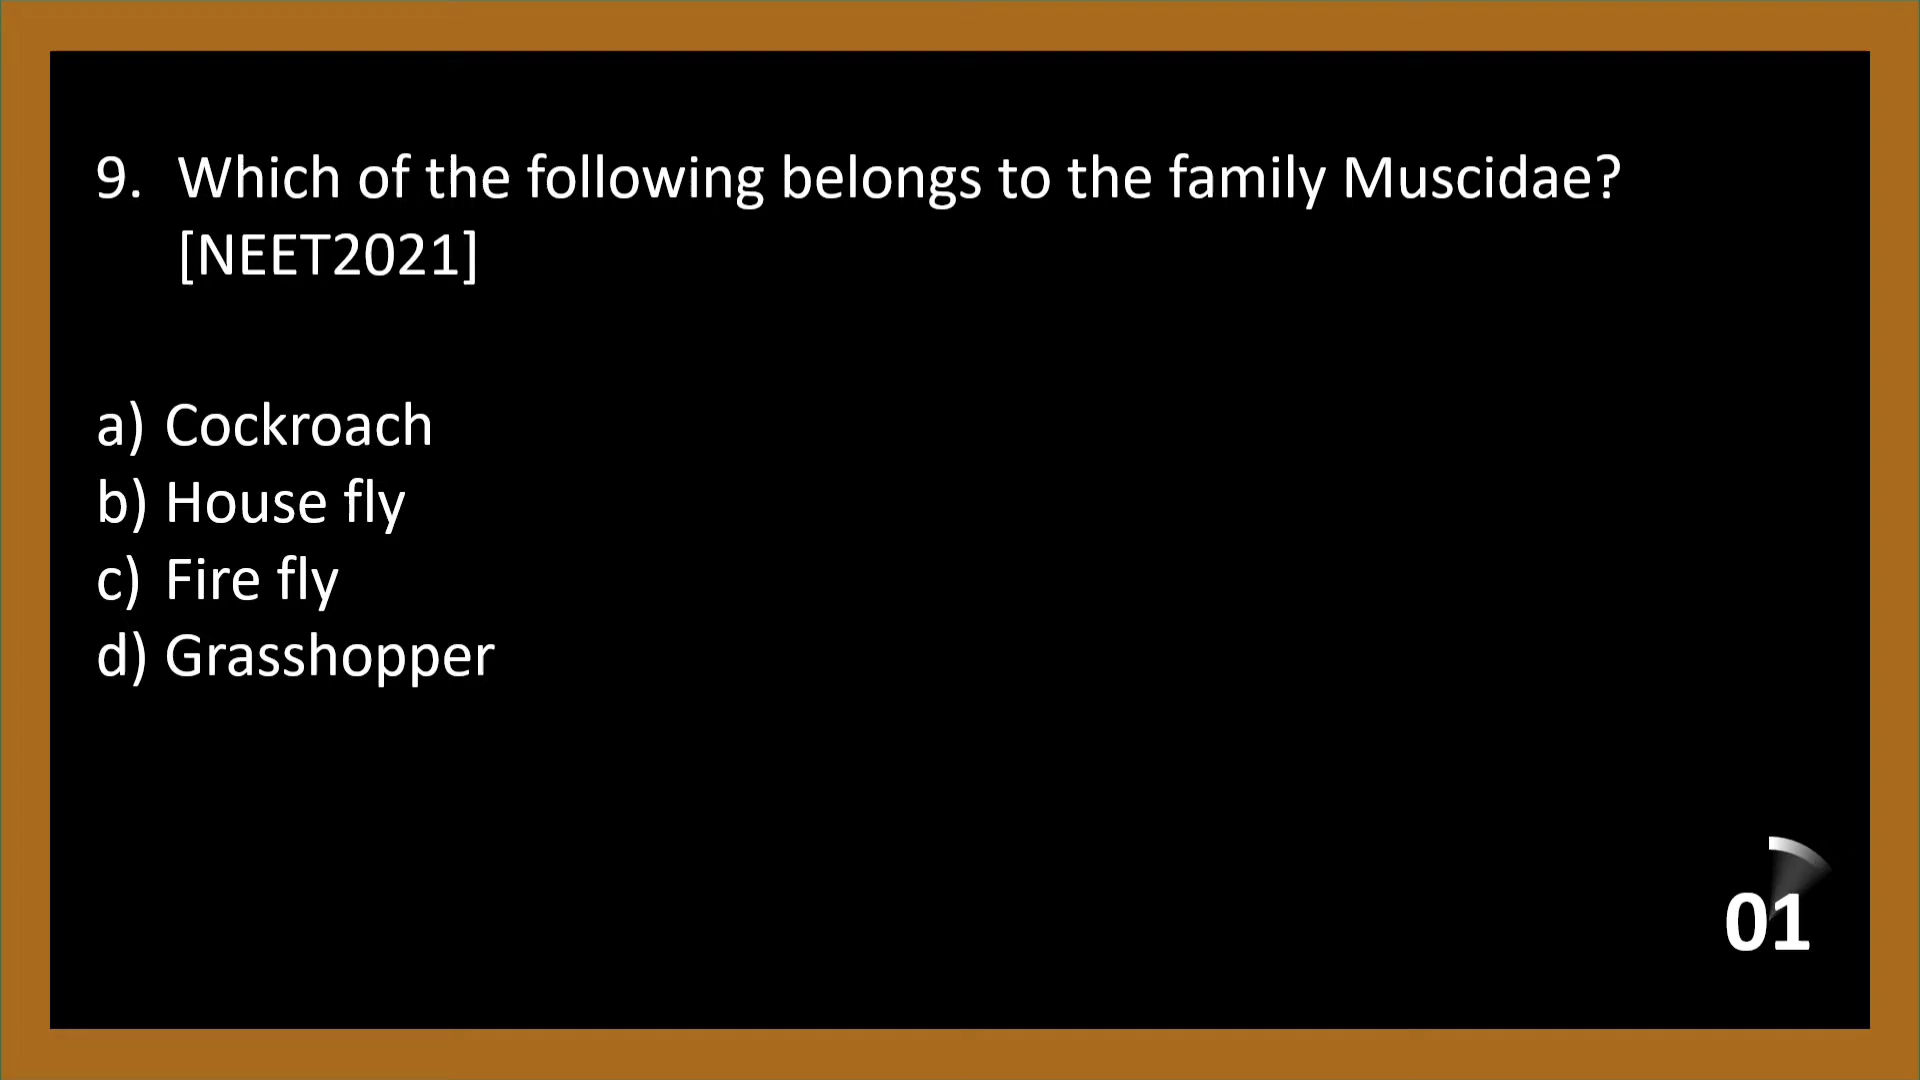 9. Which of the following belongs to the family Muscidae?
[NEET2021]
a) Cockroach
b) House fly
c) Fire fly
d) Grasshopper
01